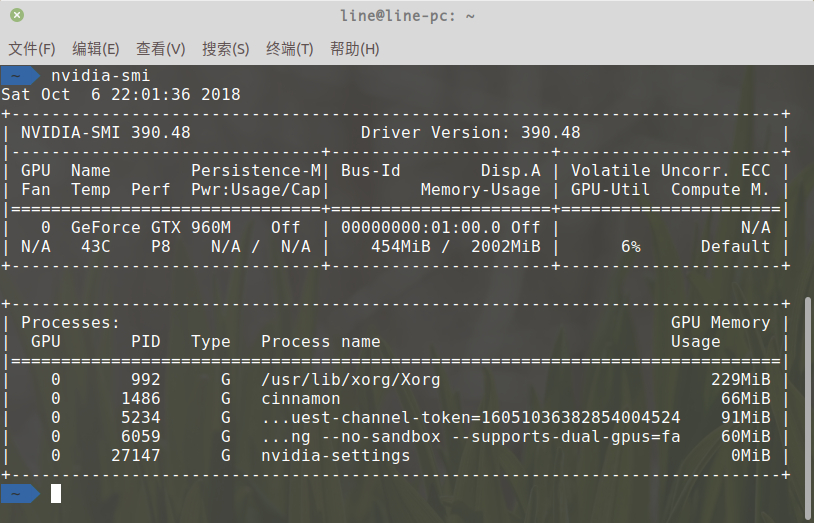 line@line-pc: ~
文件(F) 编辑(E) 查看(V) 搜索(S) 终端(T) 帮助(H)
~ nvidia-smi
Sat Oct  6 22:01:36 2018
+-----------------------------------------------------------------------------+
| NVIDIA-SMI 390.48                 Driver Version: 390.48                    |
|-------------------------------+----------------------+----------------------+
| GPU  Name        Persistence-M| Bus-Id        Disp.A | Volatile Uncorr. ECC |
| Fan  Temp  Perf  Pwr:Usage/Cap|         Memory-Usage | GPU-Util  Compute M. |
|===============================+======================+======================|
|   0  GeForce GTX 960M    Off  | 00000000:01:00.0 Off |                  N/A |
| N/A   43C    P8    N/A /  N/A |    454MiB /  2002MiB |      6%      Default |
+-------------------------------+----------------------+----------------------+
+-----------------------------------------------------------------------------+
| Processes:                                                       GPU Memory |
|  GPU       PID   Type   Process name                             Usage      |
|=============================================================================|
|    0       992      G   /usr/lib/xorg/Xorg                           229MiB |
|    0      1486      G   cinnamon                                      66MiB |
|    0      5234      G   ...uest-channel-token=16051036382854004524    91MiB |
|    0      6059      G   ...ng --no-sandbox --supports-dual-gpus=fa    60MiB |
|    0     27147      G   nvidia-settings                                0MiB |
+-----------------------------------------------------------------------------+
~